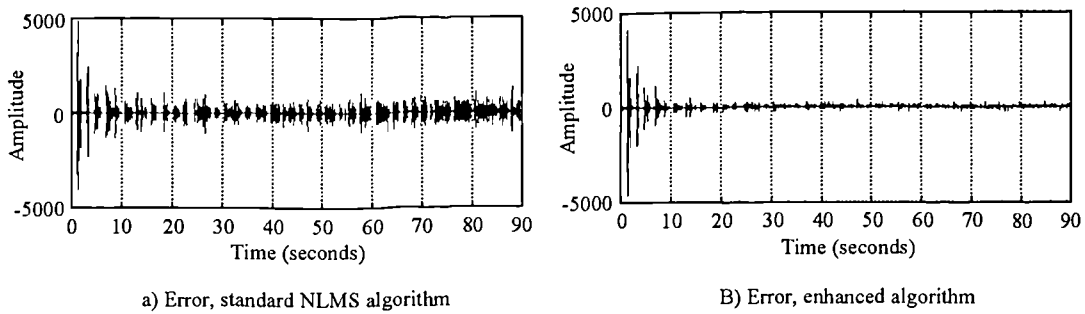 5000
0
-5000
Amplitude
0 10 20 30 40 50 60 70 80 90
Time (seconds)
a) Error, standard NLMS algorithm
5000
0
-5000
Amplitude
0 10 20 30 40 50 60 70 80 90
Time (seconds)
B) Error, enhanced algorithm